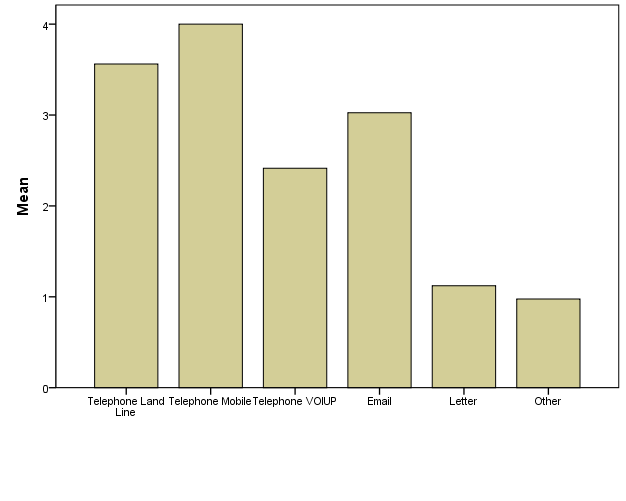 4
3
2
1
0
Mean
Telephone Land Line
Telephone Mobile
Telephone VOIUP
Email
Letter
Other